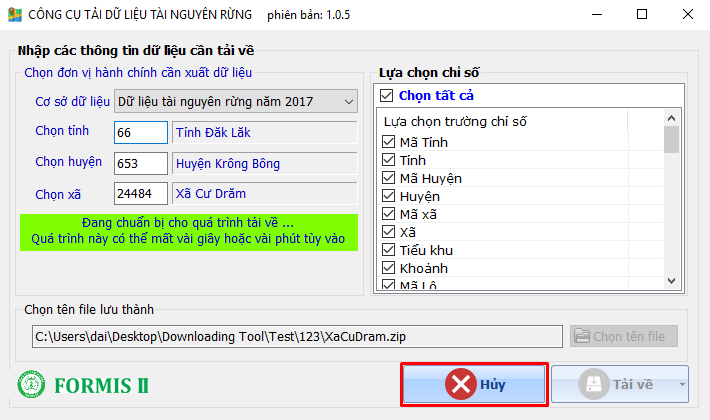 CÔNG CỤ TẢI DỮ LIỆU TÀI NGUYÊN RỪNG phiên bản: 1.0.5
Nhập các thông tin dữ liệu cần tải về
Chọn đơn vị hành chính cần xuất dữ liệu
Cơ sở dữ liệu Dữ liệu tài nguyên rừng năm 2017
Chọn tỉnh 66 Tỉnh Đăk Lăk
Chọn huyện 653 Huyện Krông Bông
Chọn xã 24484 Xã Cư Drăm
Đang chuẩn bị cho quá trình tải về ...
Quá trình này có thể mất vài giây hoặc vài phút tùy vào
Lựa chọn chỉ số
Chọn tất cả
Lựa chọn trường chỉ số
Mã Tỉnh
Tỉnh
Mã Huyện
Huyện
Mã xã
Xã
Tiểu khu
Khoảnh
Mã Lô
Chọn tên file lưu thành
C:\Users\dai\Desktop\Downloading Tool\Test\123\XaCuDram.zip
Chọn tên file
FORMIS II
Hủy
Tải về